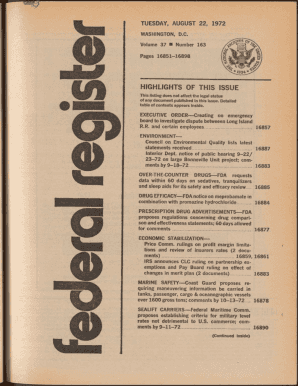 federal register
TUESDAY, AUGUST 22, 1972
WASHINGTON, D.C.
Volume 37 ■ Number 163
Pages 16851-16898
HIGHLIGHTS OF THIS ISSUE
This listing does not affect the legal status
of any document published in this issue. Detailed
table of contents appears inside.
EXECUTIVE ORDER—Creating an emergency
board to investigate dispute between Long Island
R.R. and certain employees 16857
ENVIRONMENT—
Council on Environmental Quality lists latest
statements received 16887
Interior Dept. notice of public hearing 9-22/
23-72 on large Bonneville Unit project; com-
ments by 9-18-72 16883
OVER-THE-COUNTER DRUGS—FDA requests
data within 60 days on sedatives, tranquilizers
and sleep aids for its safety and efficacy review 16885
DRUG EFFICACY—FDA notice on meprobamate in
combination with promazine hydrochloride 16884
PRESCRIPTION DRUG ADVERTISEMENTS—FDA
proposes regulations concerning drug compari-
son and effectiveness statements; 60 days allowed
for comments 16877
ECONOMIC STABILIZATION—
Price Comm. rulings on profit margin limita-
tions and review of insurers rates (2 docu-
ments) 16859, 16861
IRS announces CLC ruling on partnership ex-
emptions and Pay Board ruling on effect of
changes in merit plan (2 documents) 16883
MARINE SAFETY—Coast Guard proposes re-
quiring maneuvering information be carried in
tanks, passenger, cargo & oceanographic vessels
over 1600 gross tons; comments by 10-13-72 16878
SEALIFT CARRIERS—Federal Maritime Comm.
proposes establishing criteria for military level
rates not detrimental to U.S. commerce; com-
ments by 9-11-72 16890
(Continued inside)